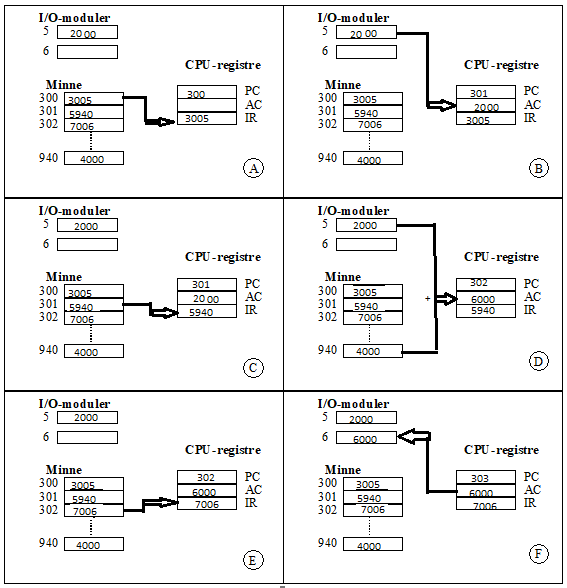 I/O-moduler
5 20 00
6
CPU-registre
Minne
300 3005
301 5940
302 7006
940 4000
300 PC
AC
3005 IR
A
I/O-moduler
5 20 00
6
CPU-registre
Minne
300 3005
301 5940
302 7006
940 4000
301 PC
2000 AC
3005 IR
B
I/O-moduler
5 2000
6
CPU-registre
Minne
300 3005
301 5940
302 7006
940 4000
301 PC
20 00 AC
5940 IR
C
I/O-moduler
5 2000
6
CPU-registre
Minne
300 3005
301 5940
302 7006
940 4000
+
302 PC
6000 AC
5940 IR
D
I/O-moduler
5 2000
6
CPU-registre
Minne
300 3005
301 5940
302 7006
940 4000
302 PC
6000 AC
7006 IR
E
I/O-moduler
5 2000
6 6000
CPU-registre
Minne
300 3005
301 5940
302 7006
940 4000
303 PC
6000 AC
7006 IR
F